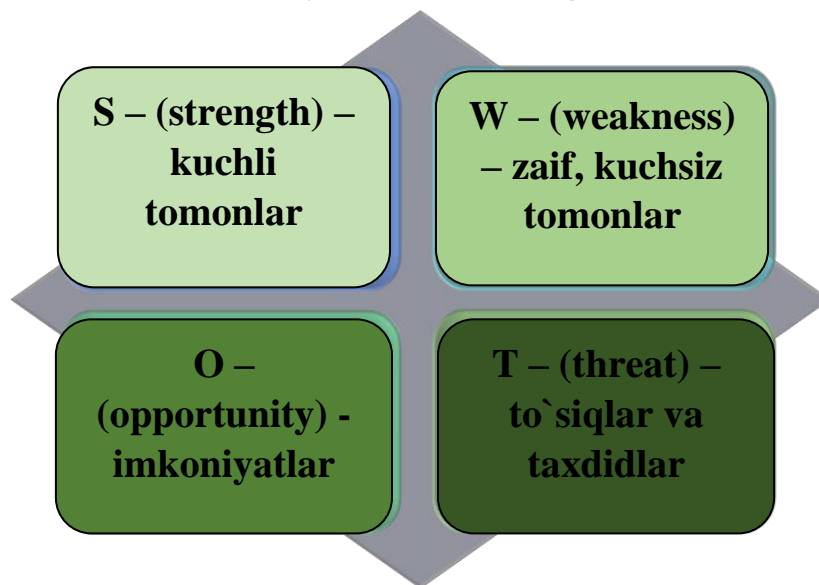 S – (strength) –
kuchli
tomonlar
W – (weakness)
– zaif, kuchsiz
tomonlar
O –
(opportunity) -
imkoniyatlar
T – (threat) –
to`siqlar va
taxdidlar